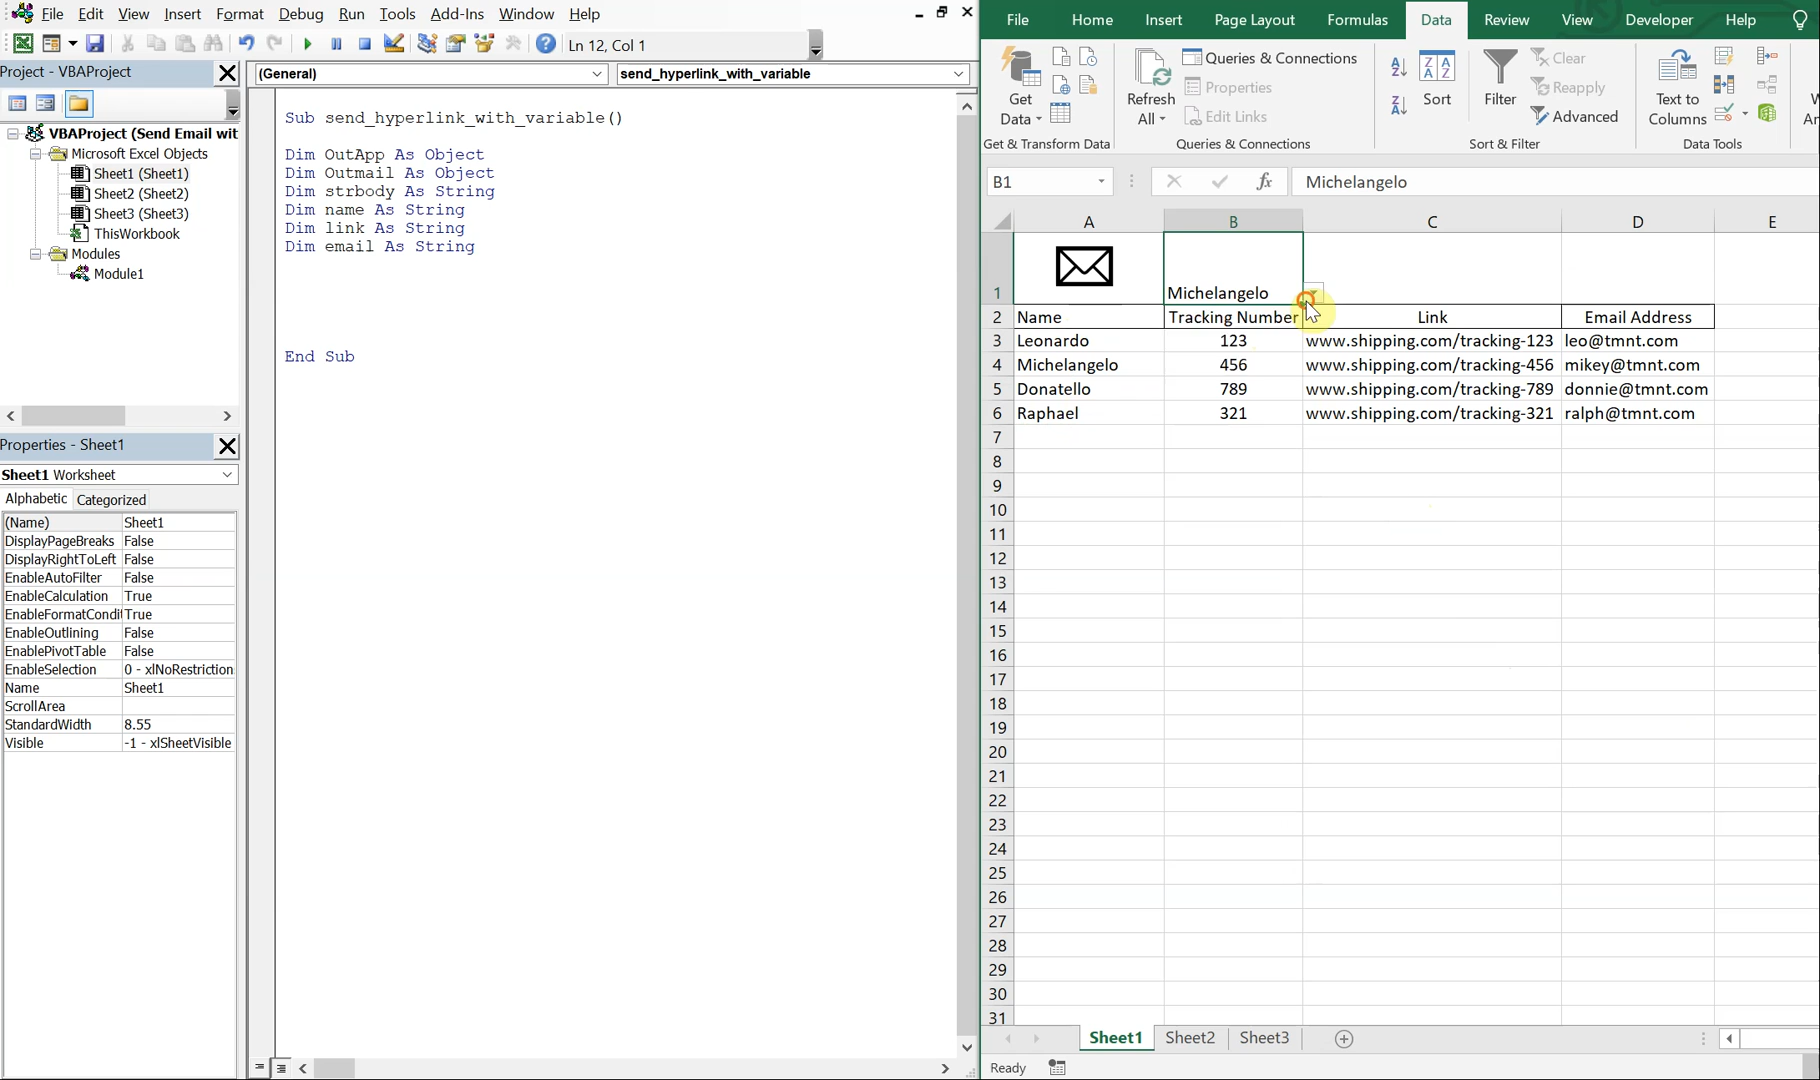 File Edit View Insert Format Debug Run Tools Add-Ins Window Help
Ln 12, Col 1
Project - VBAProject
VBAProject (Send Email wit
Microsoft Excel Objects
Sheet1 (Sheet1)
Sheet2 (Sheet2)
Sheet3 (Sheet3)
ThisWorkbook
Modules
Module1
Properties - Sheet1
Sheet1 Worksheet
Alphabetic Categorized
(Name) Sheet1
DisplayPageBreaks False
DisplayRightToLeft False
EnableAutoFilter False
EnableCalculation True
EnableFormatCondit True
EnableOutlining False
EnablePivotTable False
EnableSelection 0 - xlNoRestriction
Name Sheet1
ScrollArea
StandardWidth 8.55
Visible -1 - xlSheetVisible
(General) send_hyperlink_with_variable
Sub send_hyperlink_with_variable()
Dim OutApp As Object
Dim Outmail As Object
Dim strbody As String
Dim name As String
Dim link As String
Dim email As String
End Sub
File Home Insert Page Layout Formulas Data Review View Developer Help
Get Data
Refresh All
Queries & Connections
Properties
Edit Links
Sort
Filter
Clear
Reapply
Advanced
Text to Columns
Get & Transform Data Queries & Connections Sort & Filter Data Tools
B1 fx Michelangelo
A B C D E
1 Michelangelo
2 Name Tracking Number Link Email Address
3 Leonardo 123 www.shipping.com/tracking-123 leo@tmnt.com
4 Michelangelo 456 www.shipping.com/tracking-456 mikey@tmnt.com
5 Donatello 789 www.shipping.com/tracking-789 donnie@tmnt.com
6 Raphael 321 www.shipping.com/tracking-321 ralph@tmnt.com
7
8
9
10
11
12
13
14
15
16
17
18
19
20
21
22
23
24
25
26
27
28
29
30
31
Sheet1 Sheet2 Sheet3
Ready